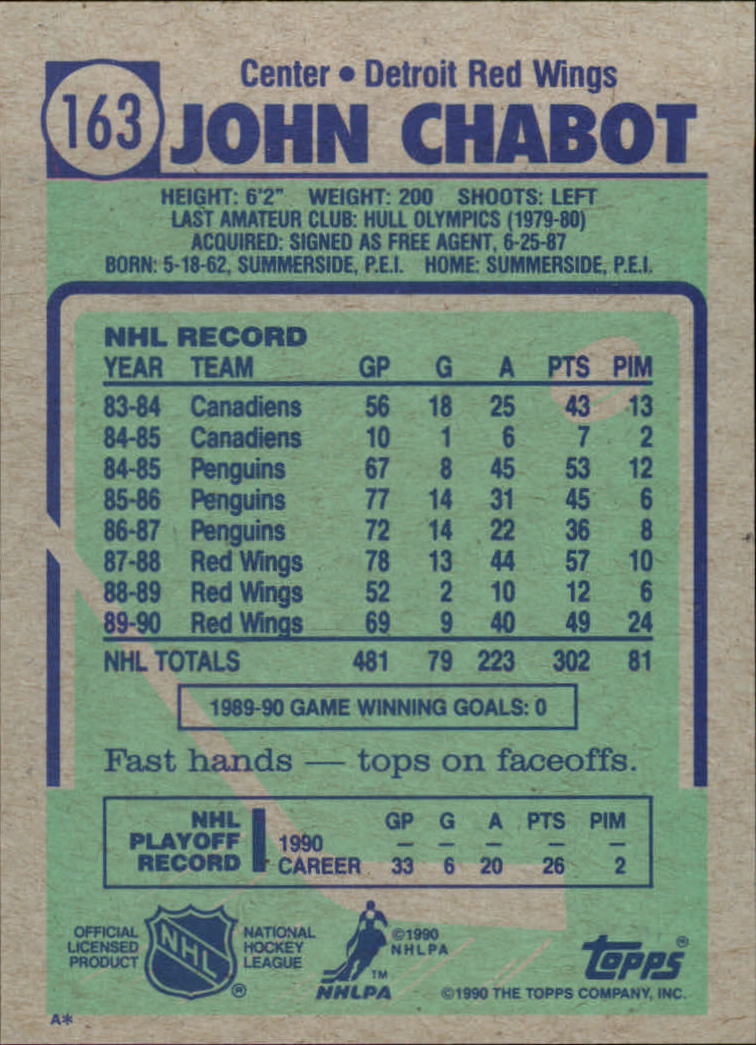 163
Center • Detroit Red Wings
JOHN CHABOT
HEIGHT: 6'2" WEIGHT: 200 SHOOTS: LEFT
LAST AMATEUR CLUB: HULL OLYMPICS (1979-80)
ACQUIRED: SIGNED AS FREE AGENT, 6-25-87
BORN: 5-18-62, SUMMERSIDE, P.E.I. HOME: SUMMERSIDE, P.E.I.
NHL RECORD
YEAR TEAM GP G A PTS PIM
83-84 Canadiens 56 18 25 43 13
84-85 Canadiens 10 1 6 7 2
84-85 Penguins 67 8 45 53 12
85-86 Penguins 77 14 31 45 6
86-87 Penguins 72 14 22 36 8
87-88 Red Wings 78 13 44 57 10
88-89 Red Wings 52 2 10 12 6
89-90 Red Wings 69 9 40 49 24
NHL TOTALS 481 79 223 302 81
1989-90 GAME WINNING GOALS: 0
Fast hands — tops on faceoffs.
NHL PLAYOFF RECORD
GP G A PTS PIM
1990 – – – – –
CAREER 33 6 20 26 2
OFFICIAL LICENSED PRODUCT
NHL ®
NATIONAL HOCKEY LEAGUE
TM
NHLPA
©1990
NHLPA
topps®
©1990 THE TOPPS COMPANY, INC.
A*